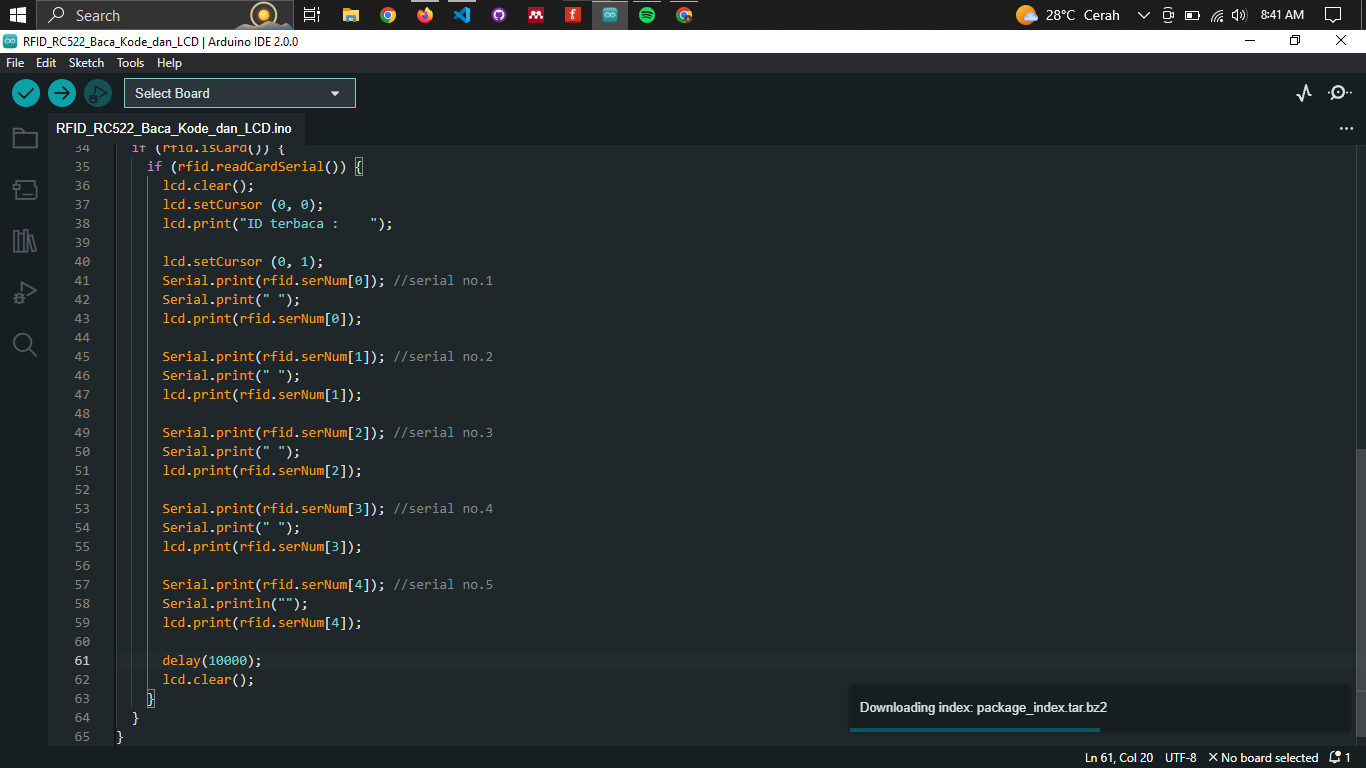 Search
28°C Cerah
8:41 AM
RFID_RC522_Baca_Kode_dan_LCD | Arduino IDE 2.0.0
File Edit Sketch Tools Help
Select Board
RFID_RC522_Baca_Kode_dan_LCD.ino
34 if (rfid.isCard()) {
35 if (rfid.readCardSerial()) {
36 lcd.clear();
37 lcd.setCursor (0, 0);
38 lcd.print("ID terbaca :    ");
39
40 lcd.setCursor (0, 1);
41 Serial.print(rfid.serNum[0]); //serial no.1
42 Serial.print(" ");
43 lcd.print(rfid.serNum[0]);
44
45 Serial.print(rfid.serNum[1]); //serial no.2
46 Serial.print(" ");
47 lcd.print(rfid.serNum[1]);
48
49 Serial.print(rfid.serNum[2]); //serial no.3
50 Serial.print(" ");
51 lcd.print(rfid.serNum[2]);
52
53 Serial.print(rfid.serNum[3]); //serial no.4
54 Serial.print(" ");
55 lcd.print(rfid.serNum[3]);
56
57 Serial.print(rfid.serNum[4]); //serial no.5
58 Serial.println("");
59 lcd.print(rfid.serNum[4]);
60
61 delay(10000);
62 lcd.clear();
63 }
64 }
65 }
Downloading index: package_index.tar.bz2
Ln 61, Col 20 UTF-8 No board selected 1